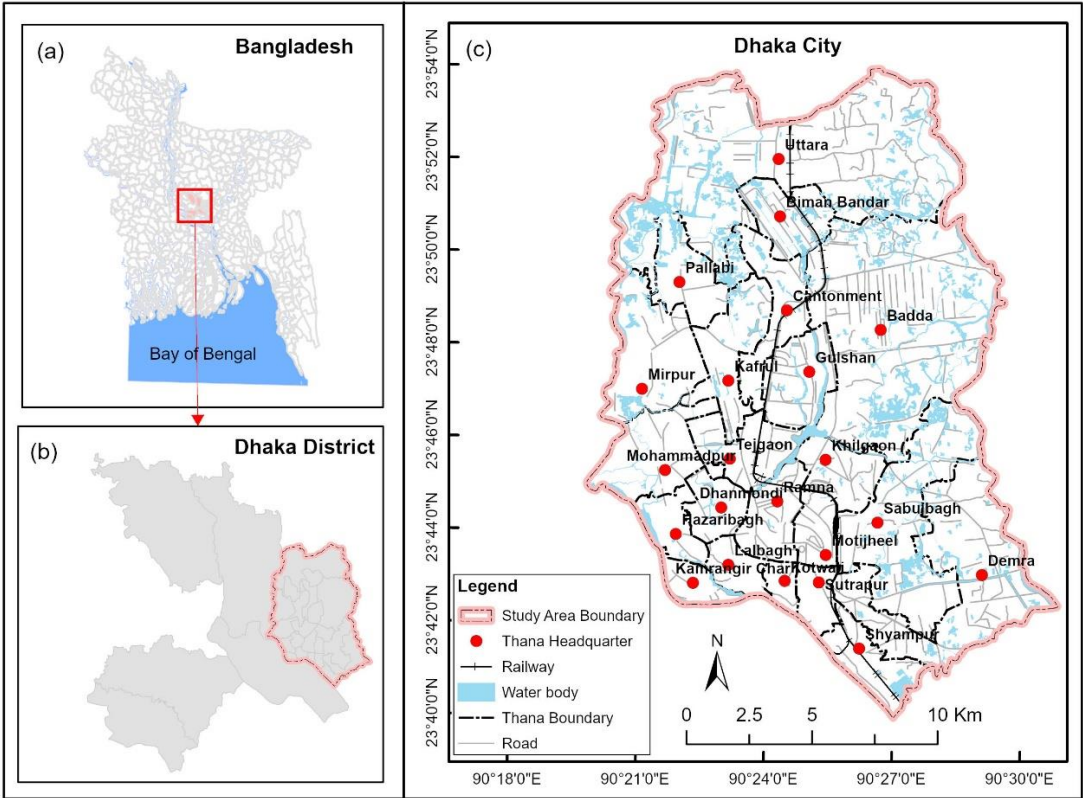 (a)
Bangladesh
Bay of Bengal
(b)
Dhaka District
(c)
Dhaka City
23°54'0"N
23°52'0"N
23°50'0"N
23°48'0"N
23°46'0"N
23°44'0"N
23°42'0"N
23°40'0"N
Uttara
Biman Bandar
Pallabi
Cantonment
Badda
Gulshan
Kafrul
Mirpur
Tejgaon
Khilgaon
Mohammadpur
Dhanmondi
Ramna
Sabujbagh
Hazaribagh
Motijheel
Lalbagh
Demra
Kamrangir Char
Kotwali
Sutrapur
Shyampur
Legend
Study Area Boundary
Thana Headquarter
Railway
Water body
Thana Boundary
Road
N
0 2.5 5 10 Km
90°18'0"E 90°21'0"E 90°24'0"E 90°27'0"E 90°30'0"E